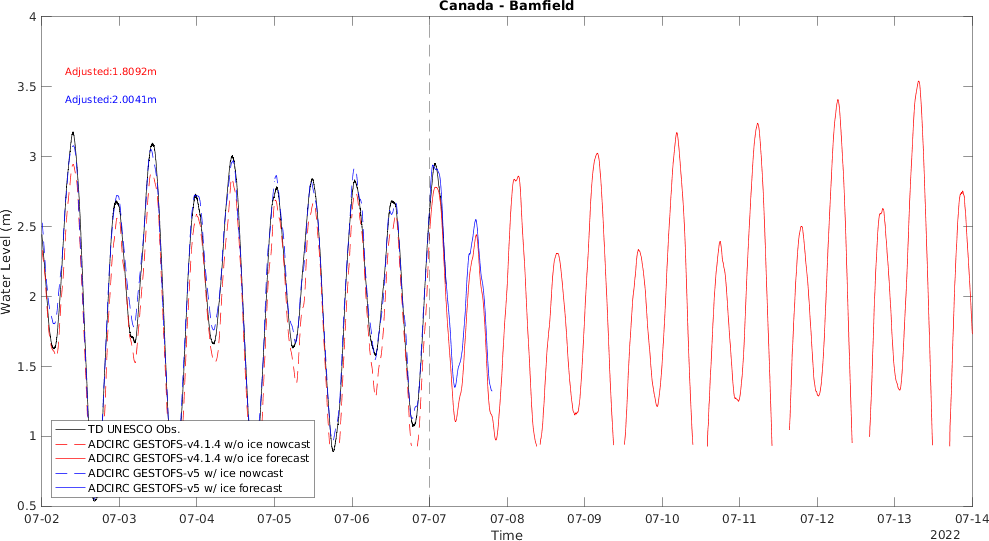 Canada - Bamfield
4
Adjusted:1.8092m
3.5
Adjusted:2.0041m
3
2.5
Water Level (m)
2
1.5
TD UNESCO Obs.
1
ADCIRC GESTOFS-v4.1.4 w/o ice nowcast
ADCIRC GESTOFS-v4.1.4 w/o ice forecast
ADCIRC GESTOFS-v5 w/ ice nowcast
ADCIRC GESTOFS-v5 w/ ice forecast
0.5
07-02 07-03 07-04 07-05 07-06 07-07 07-08 07-09 07-10 07-11 07-12 07-13 07-14
Time
2022